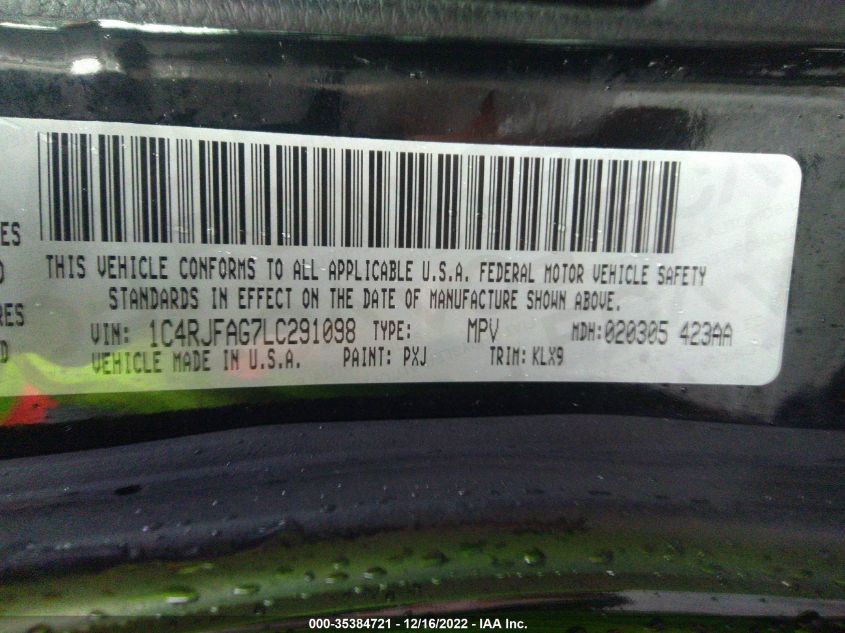 ES
D
RES
D
THIS VEHICLE CONFORMS TO ALL APPLICABLE U.S.A. FEDERAL MOTOR VEHICLE SAFETY
STANDARDS IN EFFECT ON THE DATE OF MANUFACTURE SHOWN ABOVE.
VIN: 1C4RJFAG7LC291098 TYPE: MPV MDH:020305 423AA
VEHICLE MADE IN U.S.A. PAINT: PXJ TRIM: KLX9
000-35384721 - 12/16/2022 - IAA Inc.